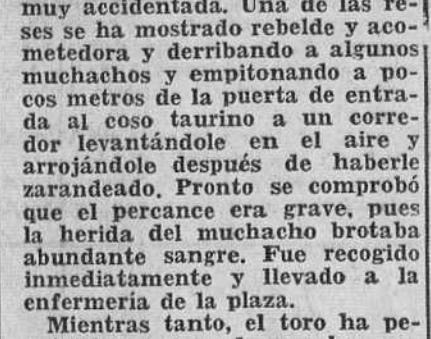 muy accidentada. Una de las re-
ses se ha mostrado rebelde y aco-
metedora y derribando a algunos
muchachos y empitonando a po-
cos metros de la puerta de entra-
da al coso taurino a un corre-
dor levantándole en el aire y
arrojándole después de haberle
zarandeado. Pronto se comprobó
que el percance era grave, pues
la herida del muchacho brotaba
abundante sangre. Fue recogido
inmediatamente y llevado a la
enfermería de la plaza.
Mientras tanto, el toro ha pe-